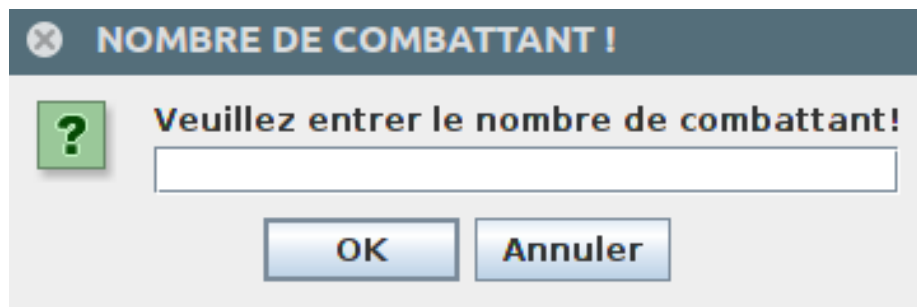 NOMBRE DE COMBATTANT !
?
Veuillez entrer le nombre de combattant!
OK
Annuler